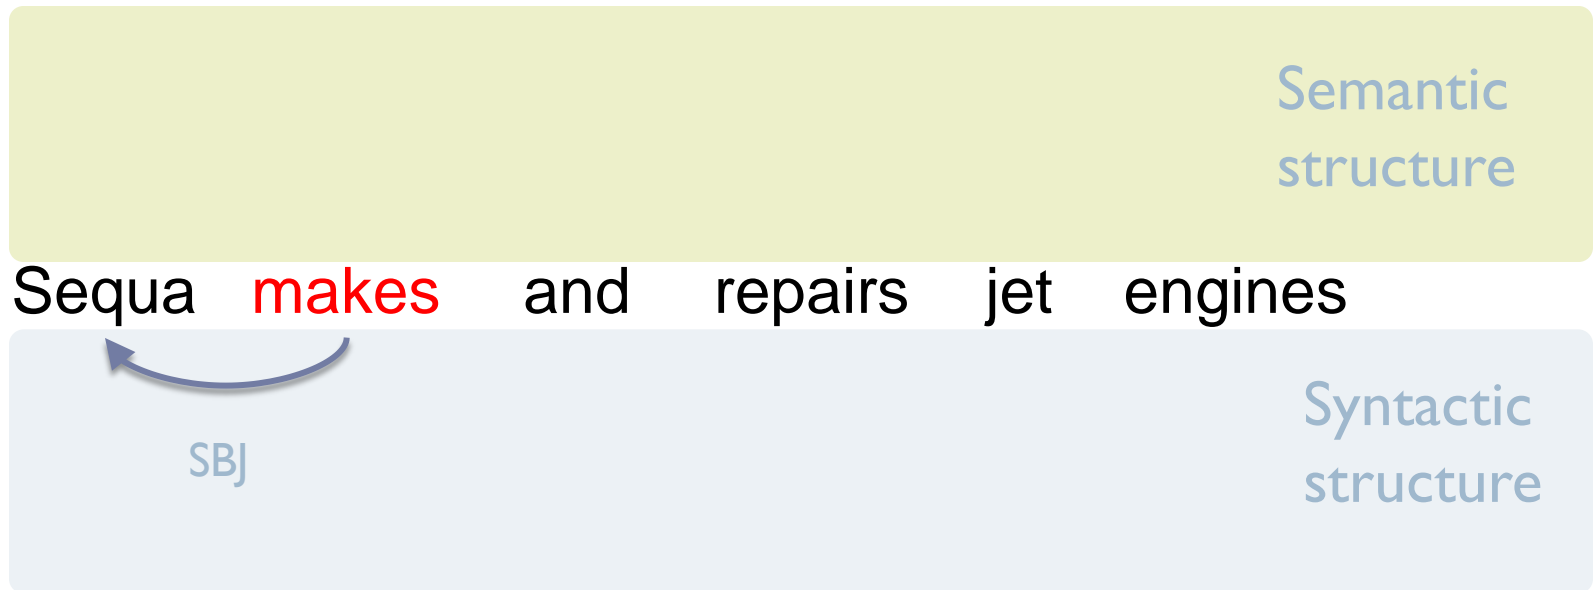 Semantic
structure
Sequa makes and repairs jet engines
SBJ
Syntactic
structure